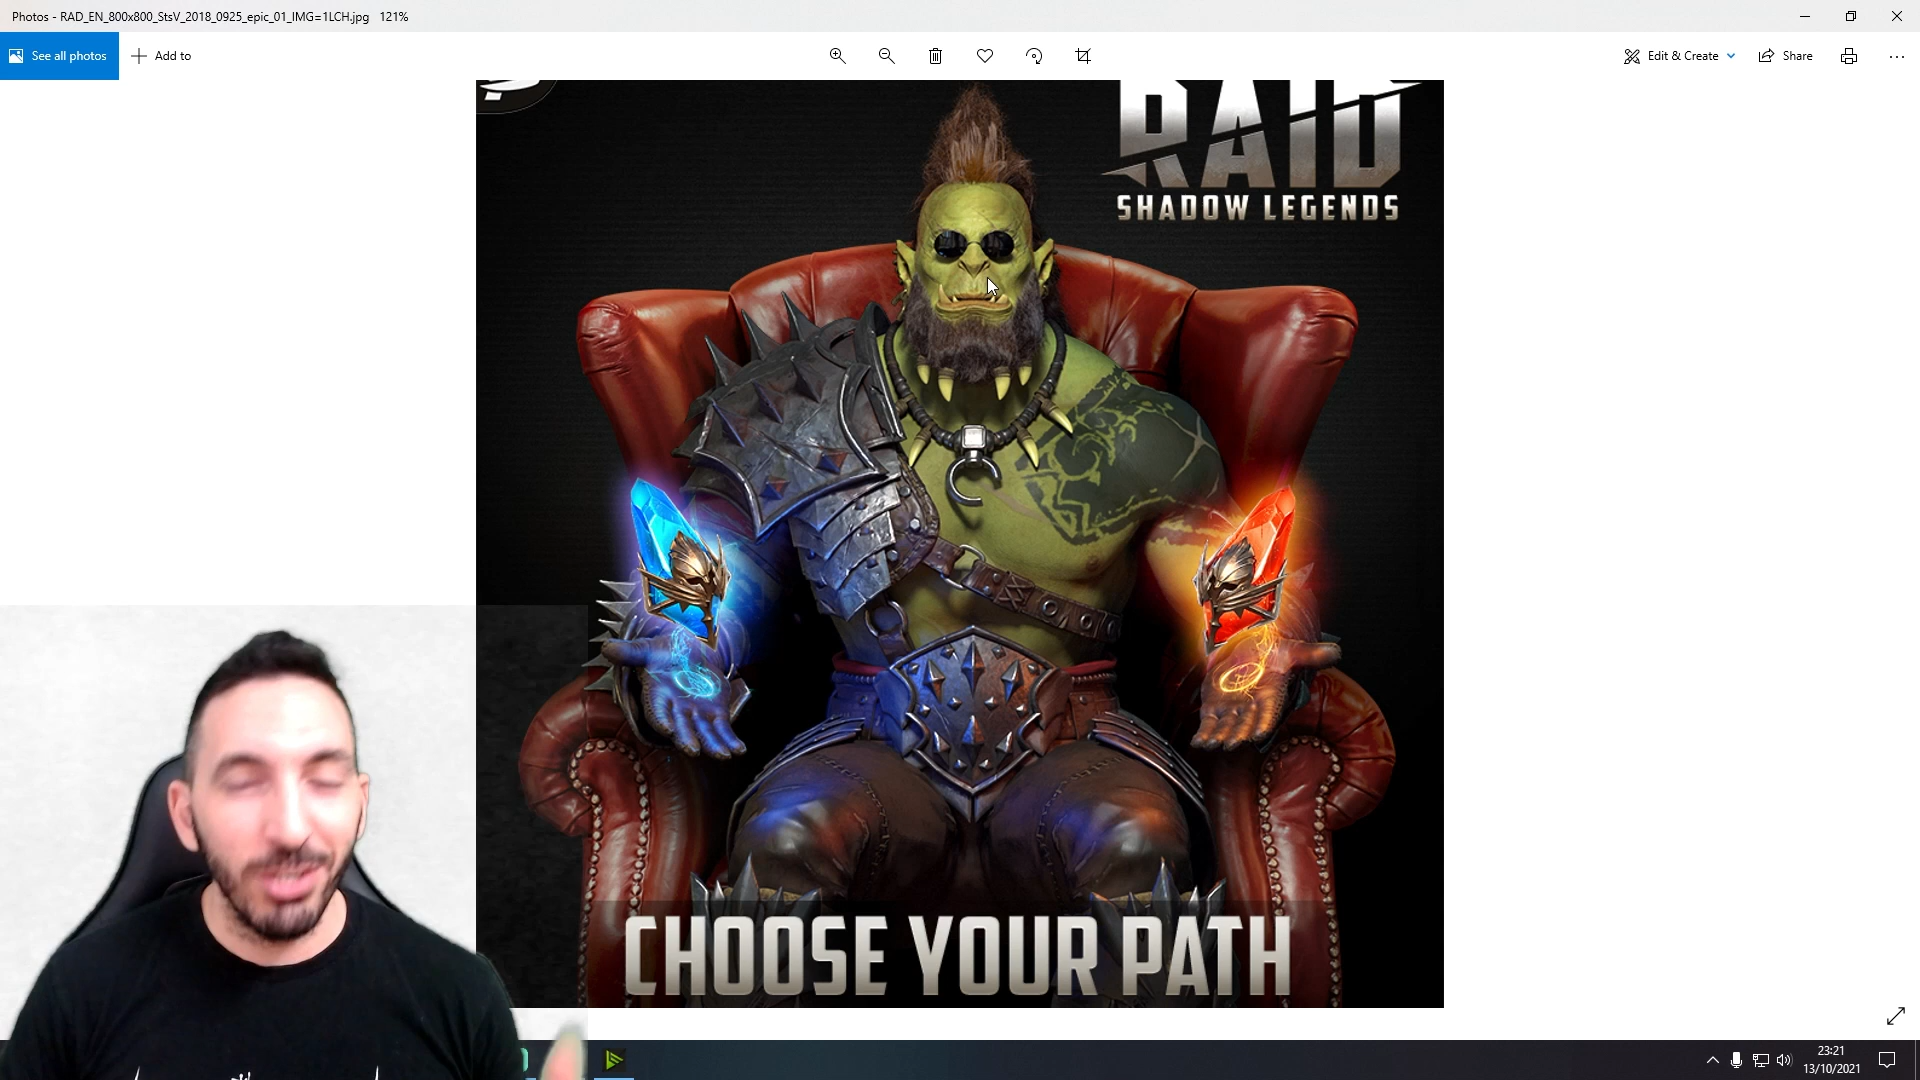 Photos - RAD_EN_800x800_StsV_2018_0925_epic_01_IMG=1LCH.jpg 121%
See all photos
Add to
Edit & Create
Share
RAID
SHADOW LEGENDS
CHOOSE YOUR PATH
23:21
13/10/2021